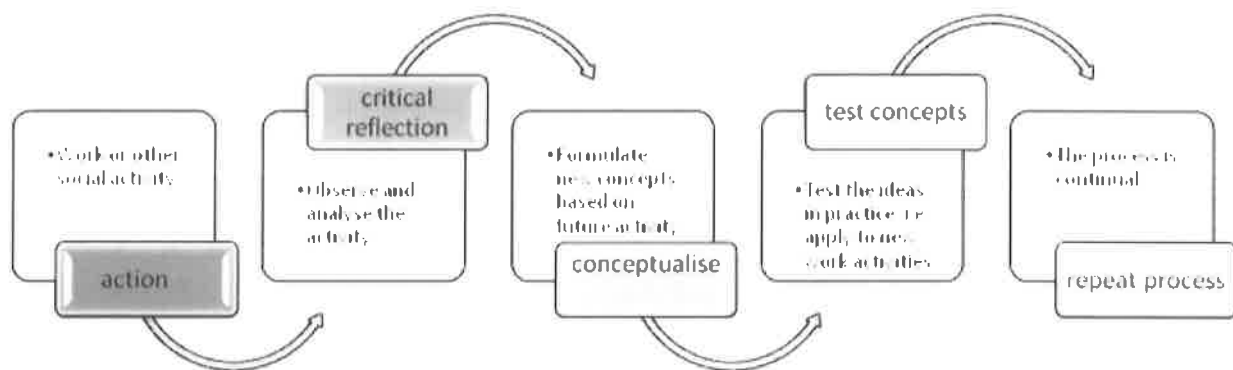 • Work or other
social activity
action
critical
reflection
• Observe and
analyse the
activity
• Formulate
new concepts
based on
future activity
conceptualise
test concepts
• Test the ideas
in practice i.e
apply to new
work activities
• The process is
continual
repeat process